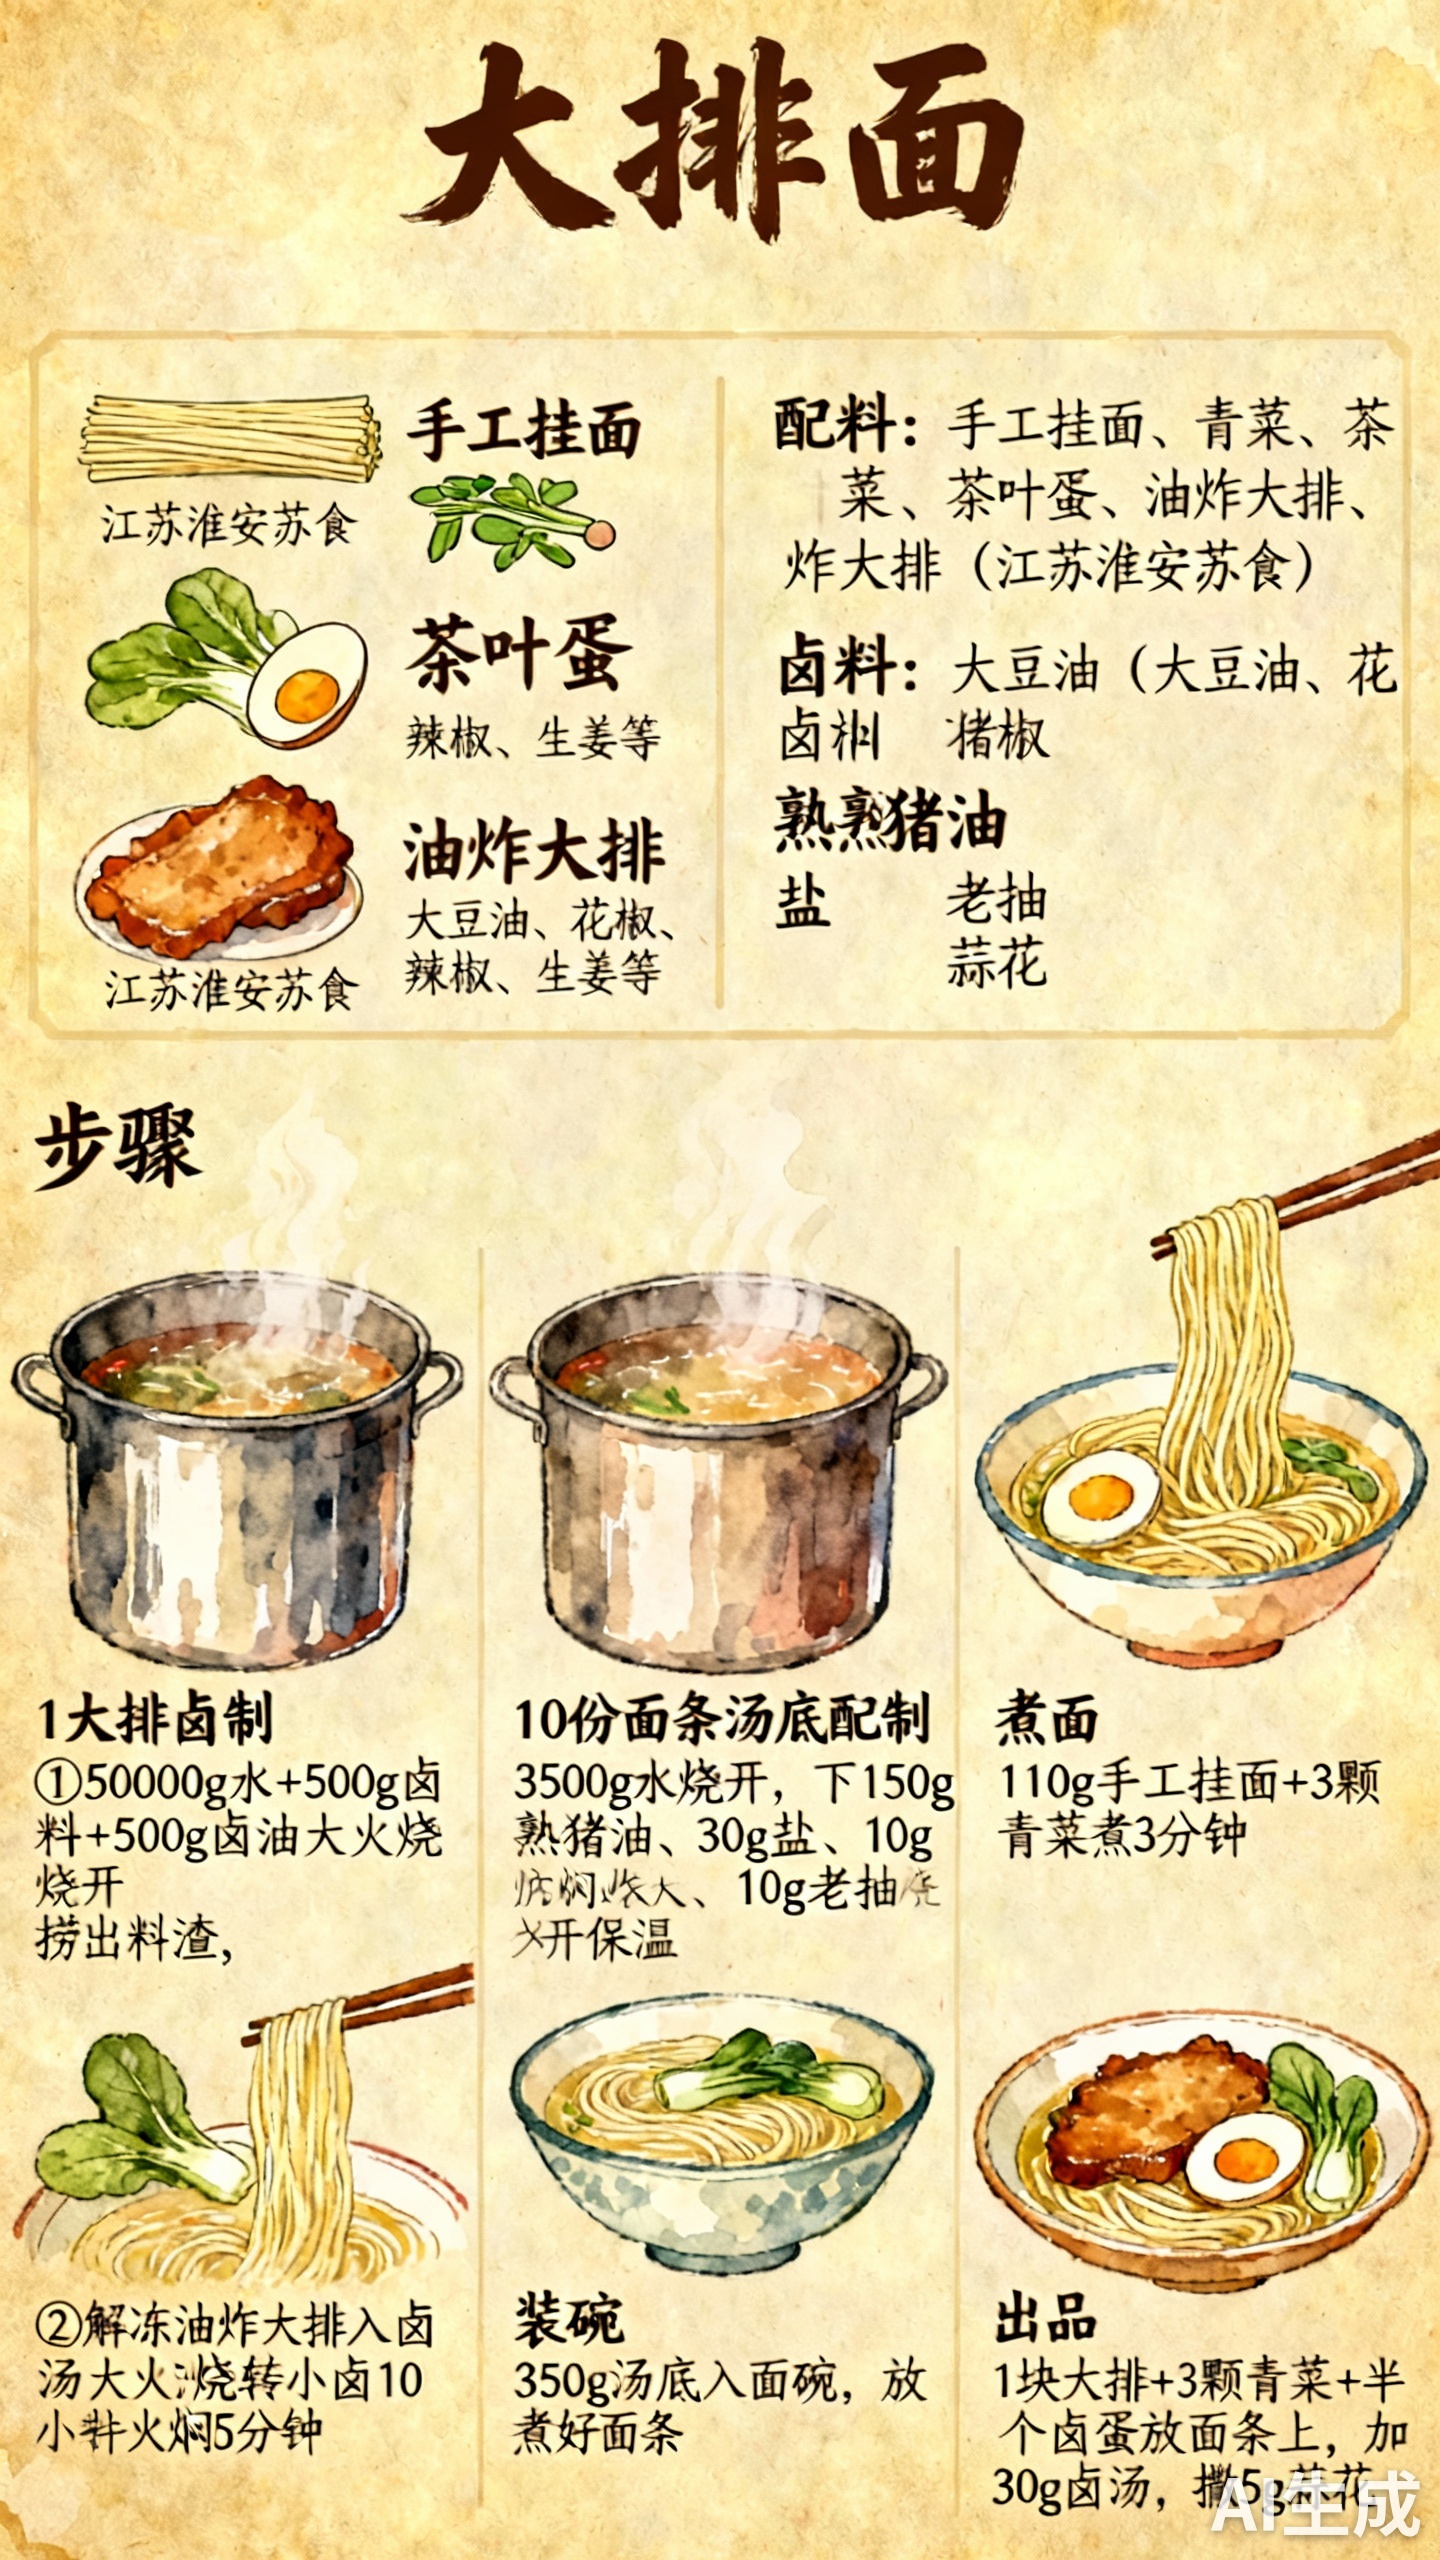 大排面
手工挂面
江苏淮安苏食
茶叶蛋
辣椒、生姜等
油炸大排
大豆油、花椒、
辣椒、生姜等
江苏淮安苏食
配料：手工挂面、青菜、茶
菜、茶叶蛋、油炸大排、
炸大排（江苏淮安苏食）
卤料：大豆油（大豆油、花
卤 椒
猪油
盐 老抽
蒜花
步骤
1大排卤制
①50000g水+500g卤
料+500g卤油大火烧
烧开
捞出料渣，
10份面条汤底配制
3500g水烧开，下150g
熟猪油、30g盐、10g
、10g老抽
开保温
煮面
110g手工挂面+3颗
青菜煮3分钟
②解冻油炸大排入卤
汤大火烧转小卤10
小火焖5分钟
装碗
350g汤底入面碗，放
煮好面条
出品
1块大排+3颗青菜+半
个卤蛋放面条上，加
30g卤汤，撒5g蒜花
AI生成